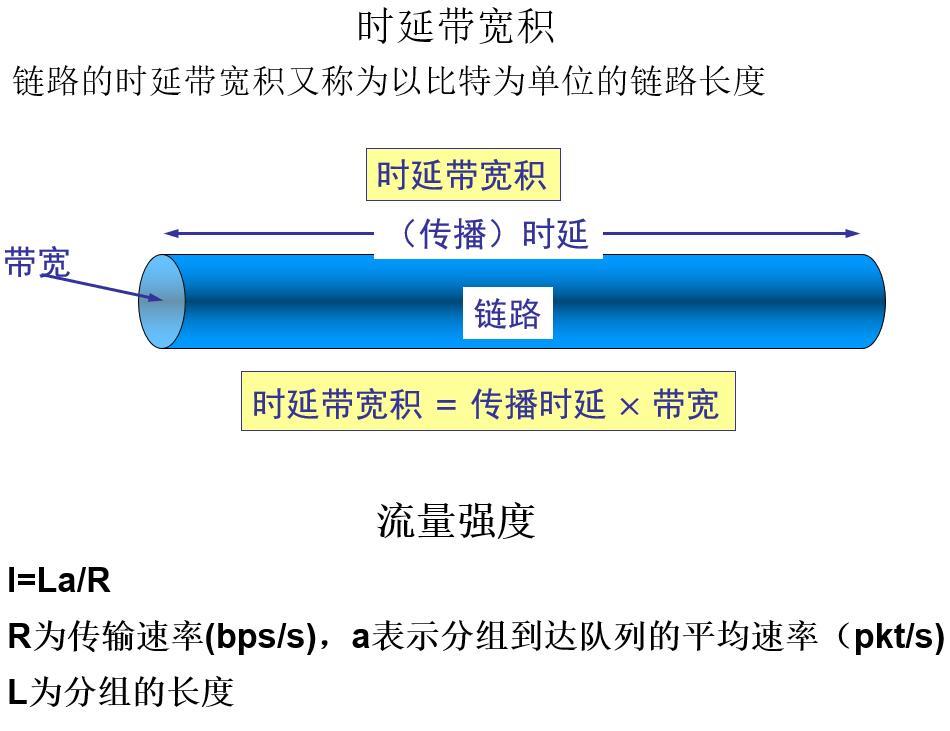 时延带宽积
链路的时延带宽积又称为以比特为单位的链路长度
时延带宽积
（传播）时延
带宽
链路
时延带宽积 = 传播时延 × 带宽
流量强度
I=La/R
R为传输速率(bps/s)，a表示分组到达队列的平均速率（pkt/s)
L为分组的长度